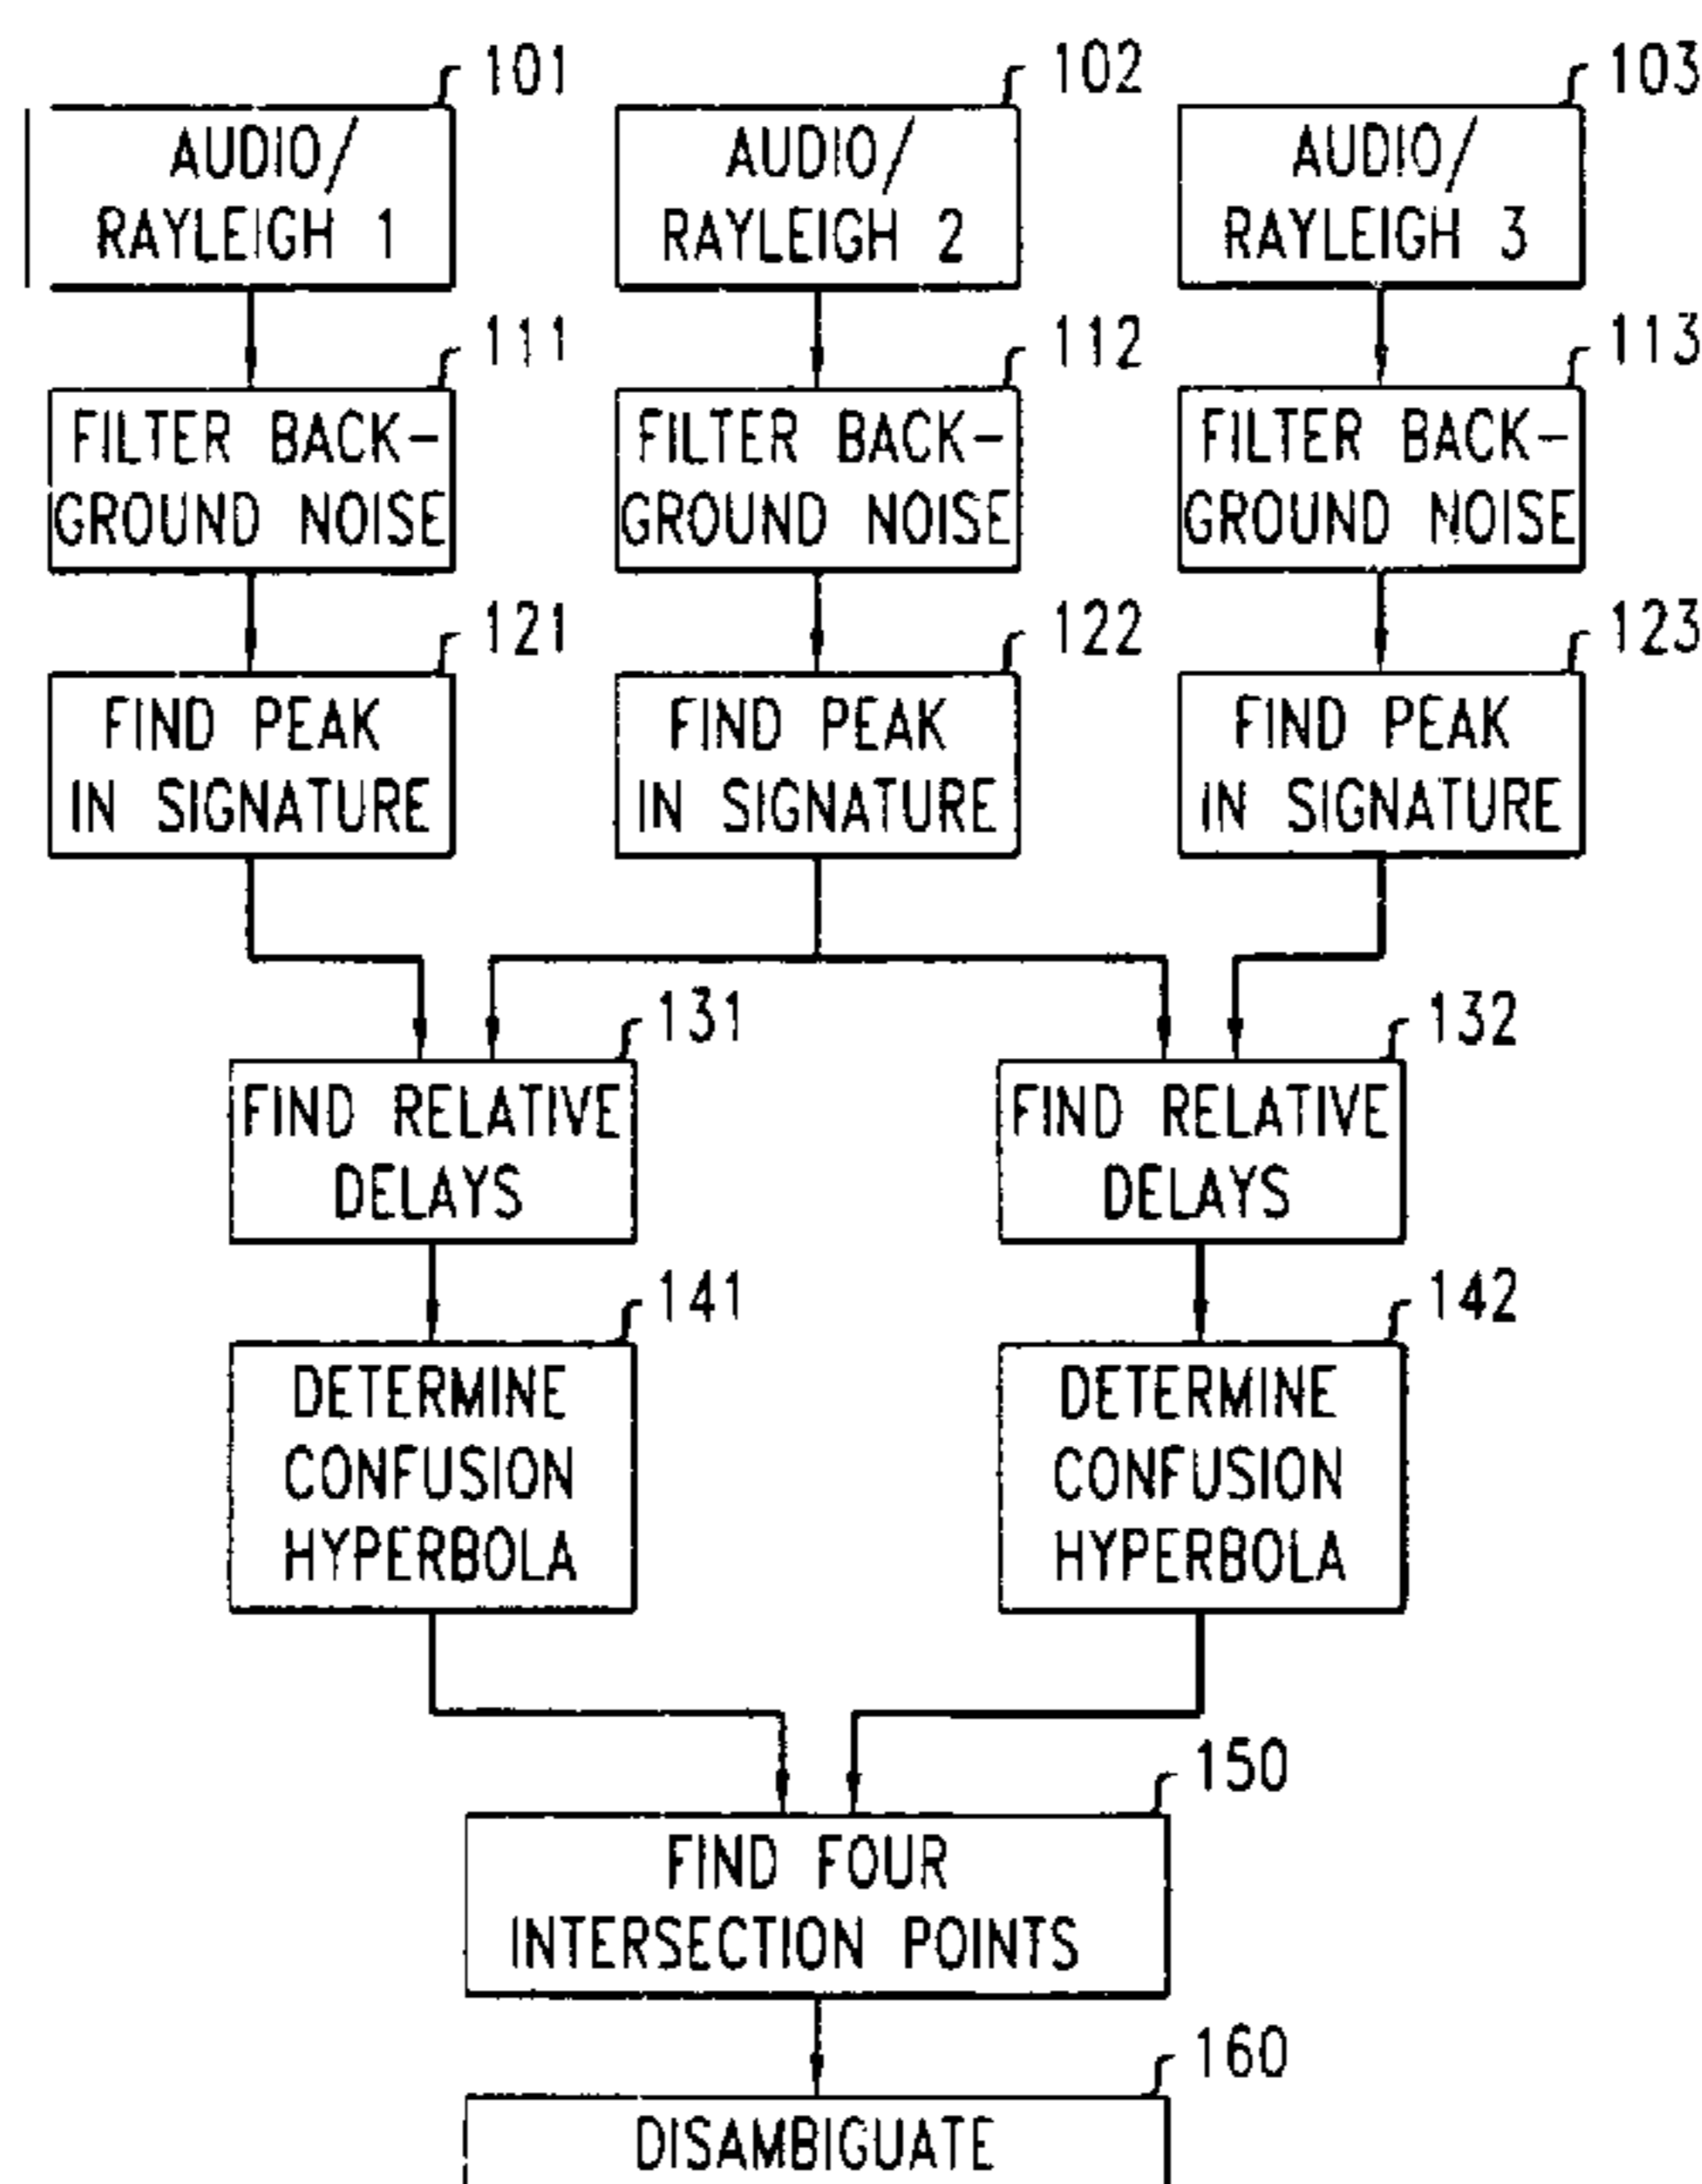 101
102
103
AUDIO/
RAYLEIGH 1
AUDIO/
RAYLEIGH 2
AUDIO/
RAYLEIGH 3
111
112
113
FILTER BACK-
GROUND NOISE
FILTER BACK-
GROUND NOISE
FILTER BACK-
GROUND NOISE
121
122
123
FIND PEAK
IN SIGNATURE
FIND PEAK
IN SIGNATURE
FIND PEAK
IN SIGNATURE
131
132
FIND RELATIVE
DELAYS
FIND RELATIVE
DELAYS
141
142
DETERMINE
CONFUSION
HYPERBOLA
DETERMINE
CONFUSION
HYPERBOLA
150
FIND FOUR
INTERSECTION POINTS
160
DISAMBIGUATE